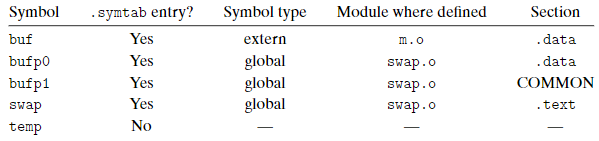 Symbol .symtab entry? Symbol type Module where defined Section
buf Yes extern m.o .data
bufp0 Yes global swap.o .data
bufp1 Yes global swap.o COMMON
swap Yes global swap.o .text
temp No — — —